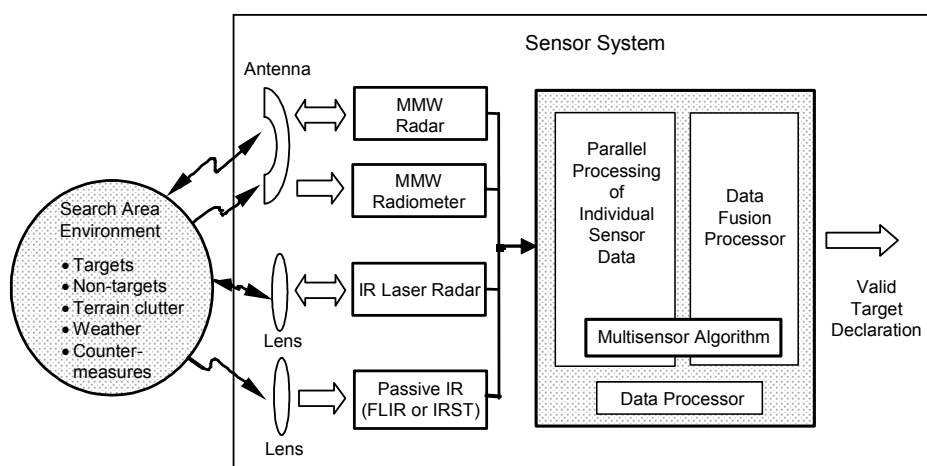 Sensor System
Antenna
MMW
Radar
MMW
Radiometer
Search Area
Environment
• Targets
• Non-targets
• Terrain clutter
• Weather
• Counter-
measures
Lens
IR Laser Radar
Lens
Passive IR
(FLIR or IRST)
Parallel
Processing
of
Individual
Sensor
Data
Data
Fusion
Processor
Multisensor Algorithm
Data Processor
Valid
Target
Declaration